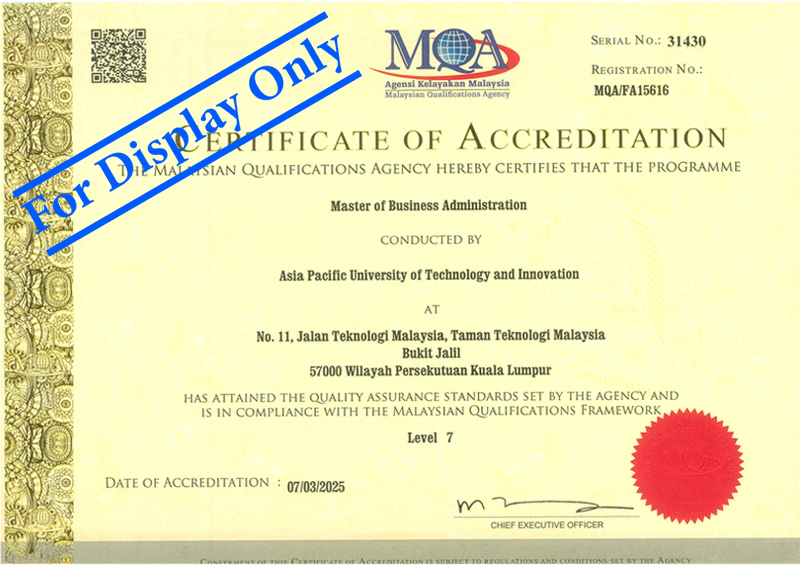 For Display Only
MQA
Agensi Kelayakan Malaysia
Malaysian Qualifications Agency
SERIAL NO.: 31430
REGISTRATION NO.:
MQA/FA15616
CERTIFICATE OF ACCREDITATION
THE MALAYSIAN QUALIFICATIONS AGENCY HEREBY CERTIFIES THAT THE PROGRAMME
Master of Business Administration
CONDUCTED BY
Asia Pacific University of Technology and Innovation
AT
No. 11, Jalan Teknologi Malaysia, Taman Teknologi Malaysia
Bukit Jalil
57000 Wilayah Persekutuan Kuala Lumpur
HAS ATTAINED THE QUALITY ASSURANCE STANDARDS SET BY THE AGENCY AND
IS IN COMPLIANCE WITH THE MALAYSIAN QUALIFICATIONS FRAMEWORK
Level 7
DATE OF ACCREDITATION : 07/03/2025
CHIEF EXECUTIVE OFFICER
CONFERMENT OF THIS CERTIFICATE OF ACCREDITATION IS SUBJECT TO REGULATIONS AND CONDITIONS SET BY THE AGENCY